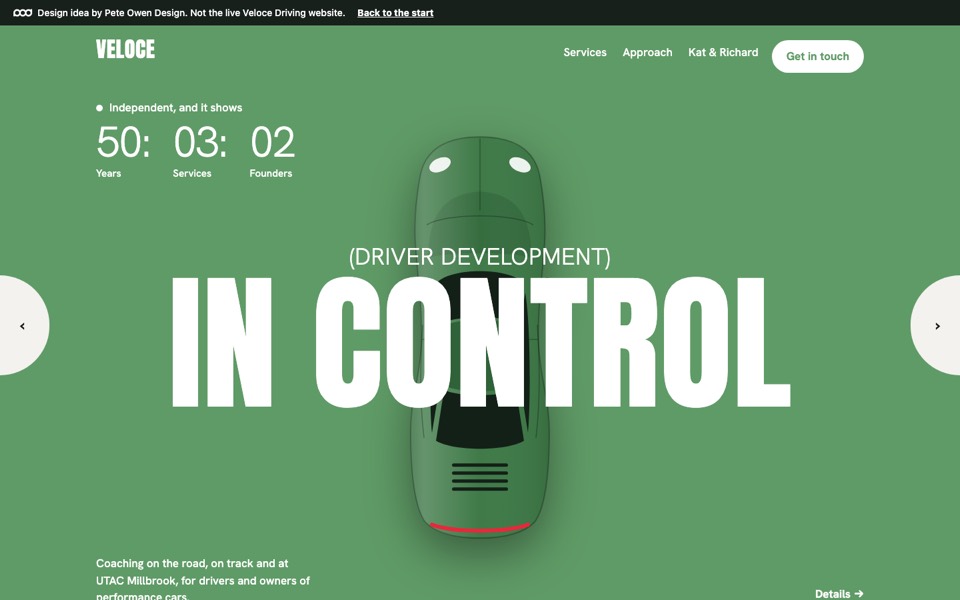 Design idea by Pete Owen Design. Not the live Veloce Driving website. Back to the start
VELOCE
Services Approach Kat & Richard Get in touch
Independent, and it shows
50: 03: 02
Years Services Founders
(DRIVER DEVELOPMENT)
IN CONTROL
Coaching on the road, on track and at
UTAC Millbrook, for drivers and owners of
performance cars.
Details →